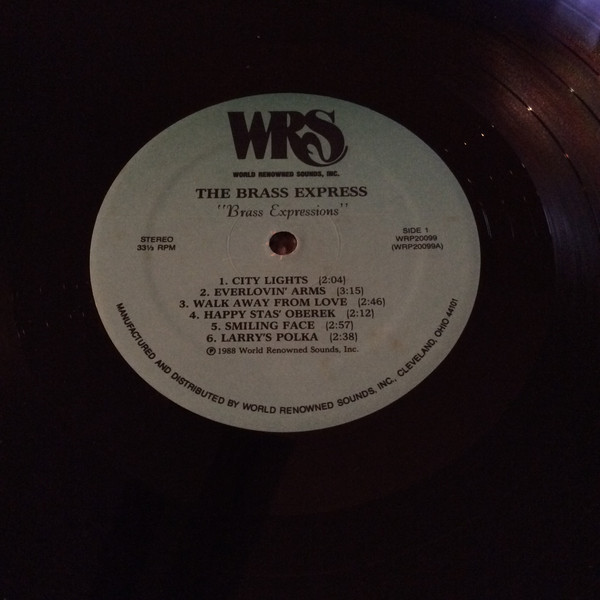 WRS
WORLD RENOWNED SOUNDS, INC.
THE BRASS EXPRESS
"Brass Expressions"
STEREO
33⅓ RPM
SIDE 1
WRP20099
(WRP20099A)
1. CITY LIGHTS (2:04)
2. EVERLOVIN' ARMS (3:15)
3. WALK AWAY FROM LOVE (2:46)
4. HAPPY STAS' OBEREK (2:12)
5. SMILING FACE (2:57)
6. LARRY'S POLKA (2:38)
℗ 1988 World Renowned Sounds, Inc.
MANUFACTURED AND DISTRIBUTED BY WORLD RENOWNED SOUNDS, INC., CLEVELAND, OHIO 44101